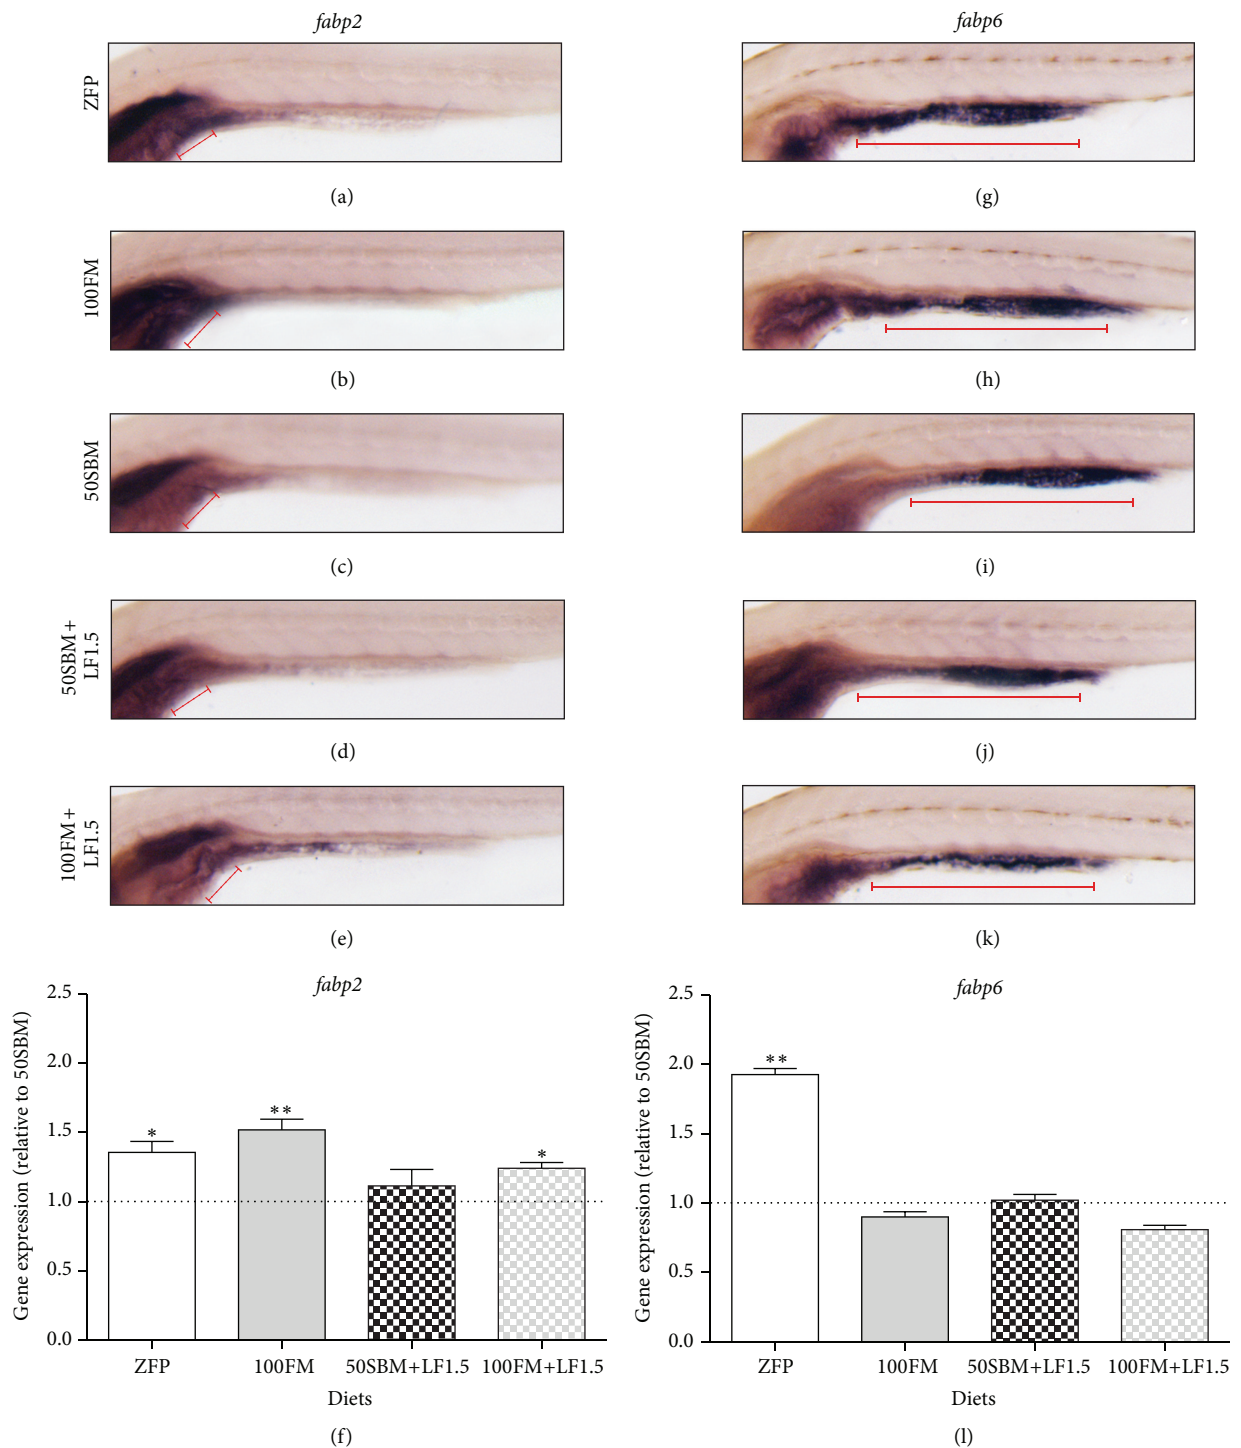 fabp2
fabp6
ZFP
(a)
(g)
100FM
(b)
(h)
50SBM
(c)
(i)
50SBM+
LF1.5
(d)
(j)
100FM+
LF1.5
(e)
(k)
fabp2
Gene expression (relative to 50SBM)
2.5
2.0
1.5
1.0
0.5
0.0
*
**
*
ZFP
100FM
50SBM+LF1.5
100FM+LF1.5
Diets
(f)
fabp6
Gene expression (relative to 50SBM)
2.5
2.0
1.5
1.0
0.5
0.0
**
ZFP
100FM
50SBM+LF1.5
100FM+LF1.5
Diets
(l)